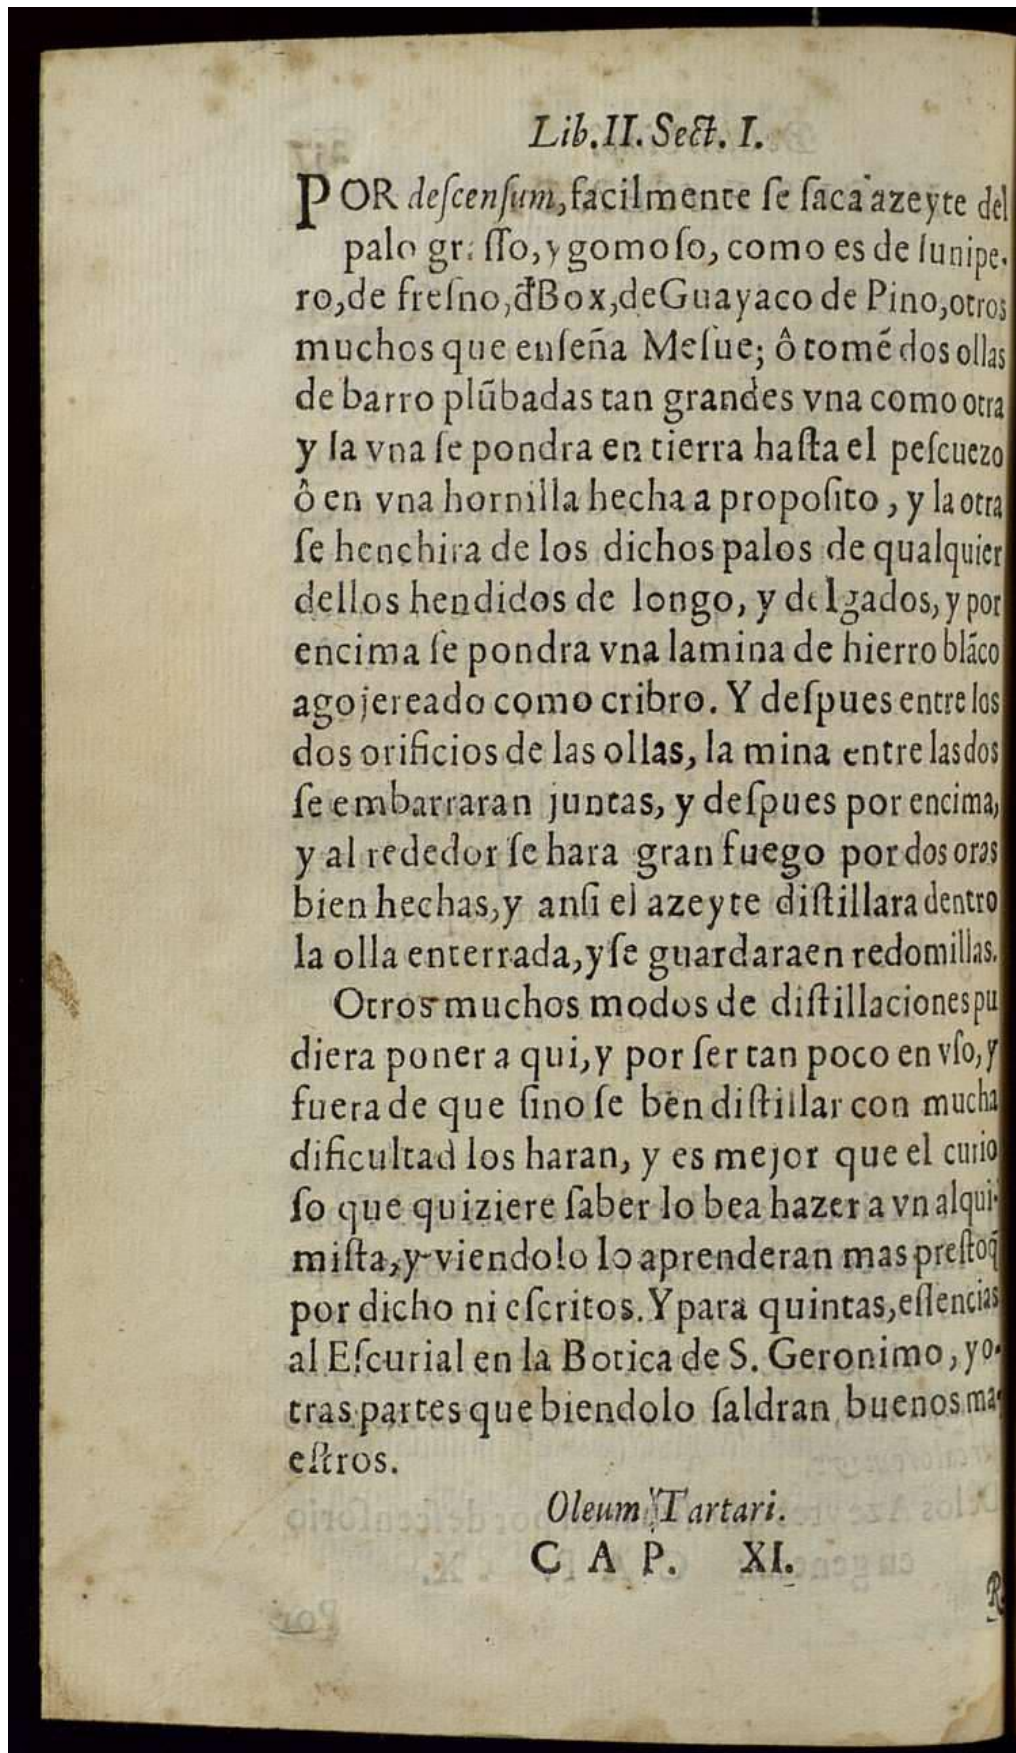 Lib.II. Sect. I.
POR descensum, facilmente ſe ſaca azeyte del
palo gr ſſo, y gomoſo, como es de Iunipe-
ro, de freſno, đ Box, de Guayaco de Pino, otros
muchos que enſeña Meſue; ô tomẽ dos ollas
de barro plũbadas tan grandes vna como otra
y la vna ſe pondra en tierra haſta el peſcuezo
ô en vna hornilla hecha a propoſito, y la otra
ſe henchira de los dichos palos de qualquier
dellos hendidos de longo, y delgados, y por
encima ſe pondra vna lamina de hierro blãco
agojereado como cribro. Y deſpues entre los
dos orificios de las ollas, la mina entre las dos
ſe embarraran juntas, y deſpues por encima,
y al rededor ſe hara gran fuego por dos oras
bien hechas, y anſi el azeyte diſtillara dentro
la olla enterrada, y ſe guardara en redomillas.
Otros muchos modos de diſtillaciones pu
diera poner a qui, y por ſer tan poco en vſo, y
fuera de que ſino ſe bẽn diſtillar con mucha
dificultad los haran, y es mejor que el curio
ſo que quiziere ſaber lo bea hazer a vn alqui-
miſta, y viendolo lo aprenderan mas preſto q̃
por dicho ni eſcritos. Y para quintas, eſſencias
al Eſcurial en la Botica de S. Geronimo, y o-
tras partes que biendolo ſaldran buenos ma-
eſtros.
Oleum Tartari.
C A P. XI.
R